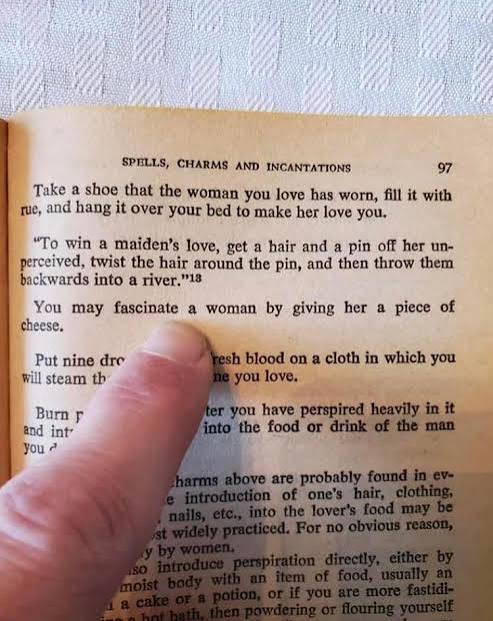 SPELLS, CHARMS AND INCANTATIONS 97
Take a shoe that the woman you love has worn, fill it with
rue, and hang it over your bed to make her love you.
"To win a maiden's love, get a hair and a pin off her un-
perceived, twist the hair around the pin, and then throw them
backwards into a river."13
You may fascinate a woman by giving her a piece of
cheese.
Put nine resh blood on a cloth in which you
will steam ne you love.
Burn ter you have perspired heavily in it
and into the food or drink of the man
you
harms above are probably found in ev-
e introduction of one's hair, clothing,
nails, etc., into the lover's food may be
st widely practiced. For no obvious reason,
y by women.
so introduce perspiration directly, either by
moist body with an item of food, usually an
a cake or a potion, or if you are more fastidi-
hot bath, then powdering or flouring yourself